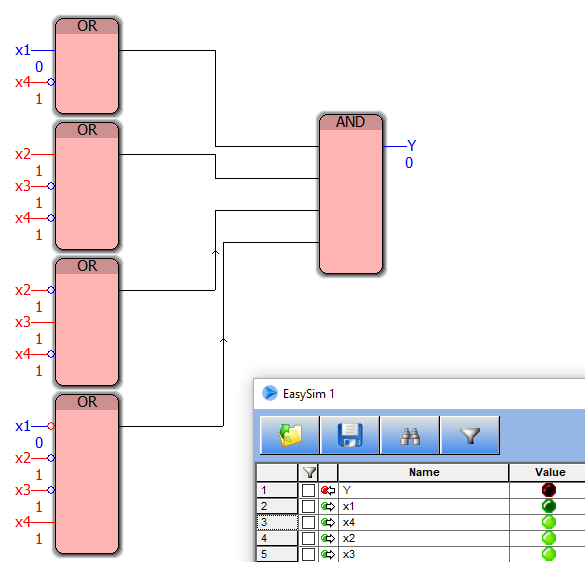 OR
x1
0
x4
1
OR
x2
1
x3
1
x4
1
AND
Y
0
OR
x2
1
x3
1
x4
1
OR
x1
0
x2
1
x3
1
x4
1
EasySim 1
Name Value
1 Y
2 x1
3 x4
4 x2
5 x3